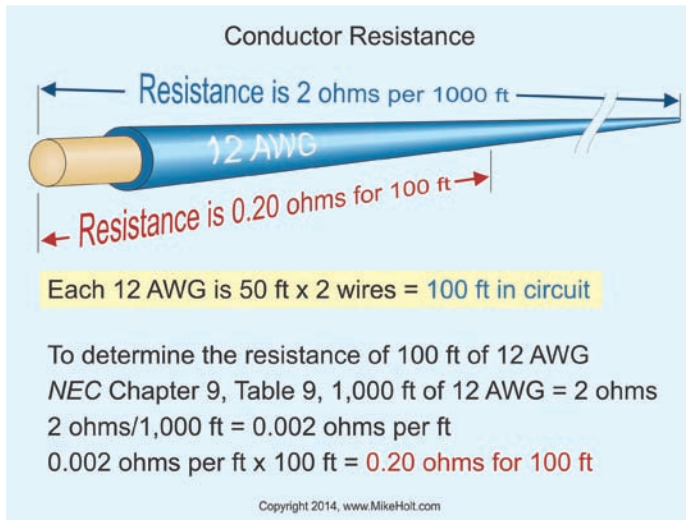 Conductor Resistance
Resistance is 2 ohms per 1000 ft
12 AWG
Resistance is 0.20 ohms for 100 ft
Each 12 AWG is 50 ft x 2 wires = 100 ft in circuit
To determine the resistance of 100 ft of 12 AWG
NEC Chapter 9, Table 9, 1,000 ft of 12 AWG = 2 ohms
2 ohms/1,000 ft = 0.002 ohms per ft
0.002 ohms per ft x 100 ft = 0.20 ohms for 100 ft
Copyright 2014, www.MikeHolt.com